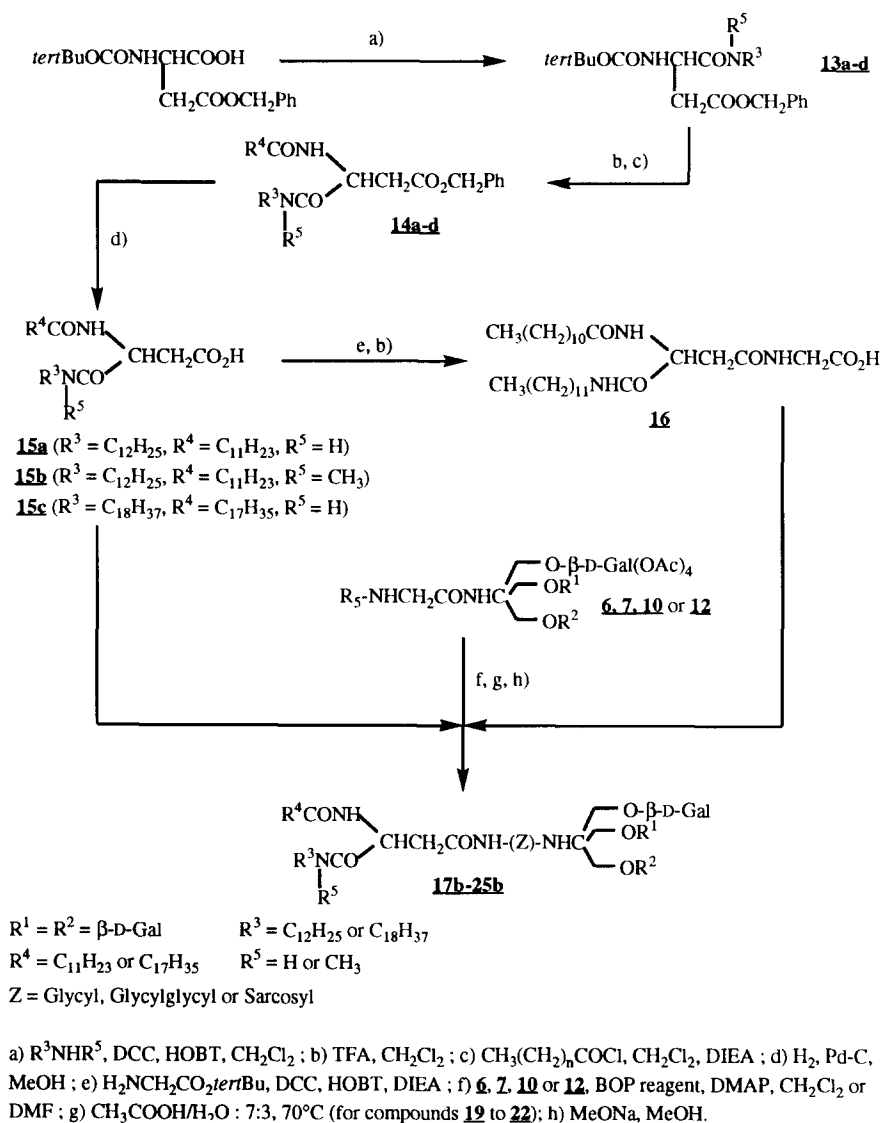 a)
tertBuOCONHCHCOOH
CH₂COOCH₂Ph
R⁵
tertBuOCONHCHCONR³
CH₂COOCH₂Ph
13a-d
b, c)
R⁴CONH
CHCH₂CO₂CH₂Ph
R³NCO
R⁵
14a-d
d)
R⁴CONH
CHCH₂CO₂H
R³NCO
R⁵
e, b)
CH₃(CH₂)₁₀CONH
CHCH₂CONHCH₂CO₂H
CH₃(CH₂)₁₁NHCO
16
15a (R³ = C₁₂H₂₅, R⁴ = C₁₁H₂₃, R⁵ = H)
15b (R³ = C₁₂H₂₅, R⁴ = C₁₁H₂₃, R⁵ = CH₃)
15c (R³ = C₁₈H₃₇, R⁴ = C₁₇H₃₅, R⁵ = H)
O-β-D-Gal(OAc)₄
OR¹
R₅-NHCH₂CONHC
OR²
6, 7, 10 or 12
f, g, h)
R⁴CONH
CHCH₂CONH-(Z)-NHC
R³NCO
R⁵
O-β-D-Gal
OR¹
OR²
17b-25b
R¹ = R² = β-D-Gal R³ = C₁₂H₂₅ or C₁₈H₃₇
R⁴ = C₁₁H₂₃ or C₁₇H₃₅ R⁵ = H or CH₃
Z = Glycyl, Glycylglycyl or Sarcosyl
a) R³NHR⁵, DCC, HOBT, CH₂Cl₂ ; b) TFA, CH₂Cl₂ ; c) CH₃(CH₂)ₙCOCl, CH₂Cl₂, DIEA ; d) H₂, Pd-C,
MeOH ; e) H₂NCH₂CO₂tertBu, DCC, HOBT, DIEA ; f) 6, 7, 10 or 12, BOP reagent, DMAP, CH₂Cl₂ or
DMF ; g) CH₃COOH/H₂O : 7:3, 70°C (for compounds 19 to 22); h) MeONa, MeOH.